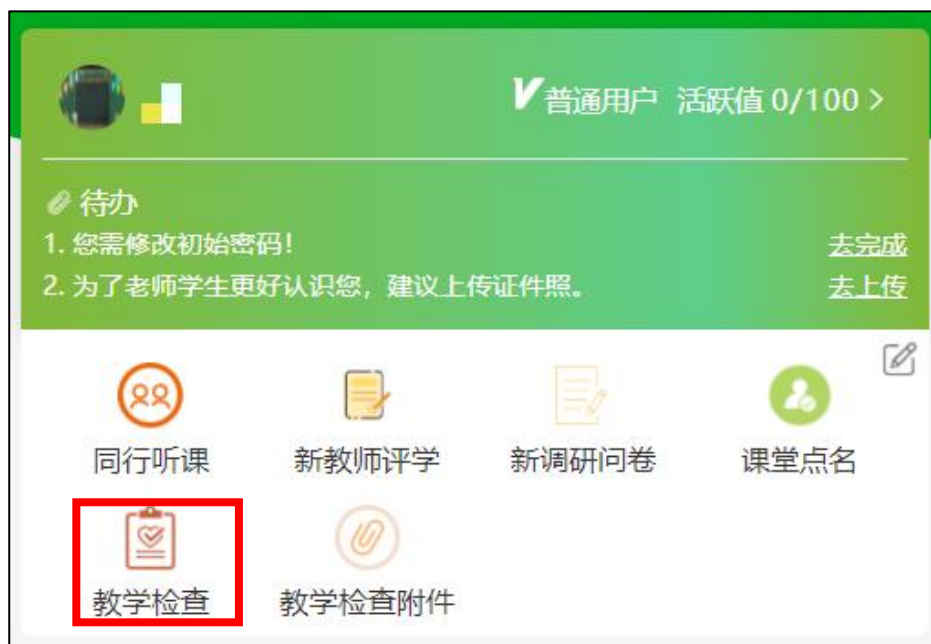 V普通用户 活跃值 0/100 >
待办
1. 您需修改初始密码! 去完成
2. 为了老师学生更好认识您，建议上传证件照。 去上传
同行听课 新教师评学 新调研问卷 课堂点名
教学检查 教学检查附件